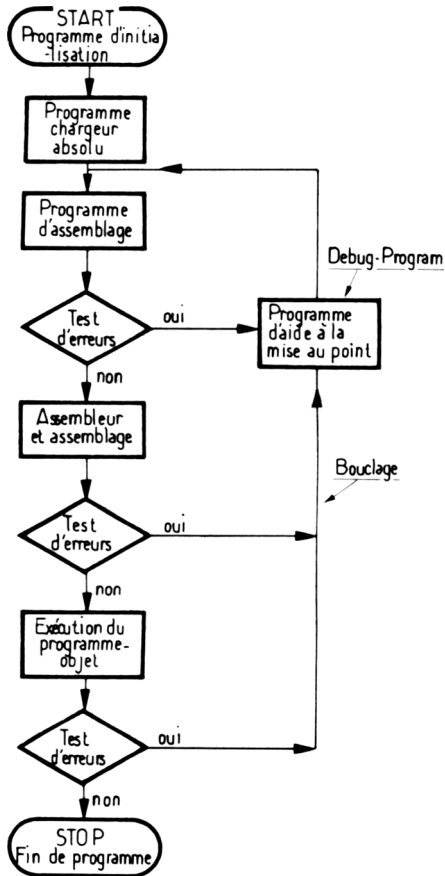 START
Programme d'initia
-lisation
Programme
chargeur
absolu
Programme
d'assemblage
Debug-Program
Test
d'erreurs
oui
Programme
d'aide à la
mise au point
non
Assembleur
et assemblage
Bouclage
Test
d'erreurs
oui
non
Exécution du
programme-
objet
Test
d'erreurs
oui
non
STOP
Fin de programme